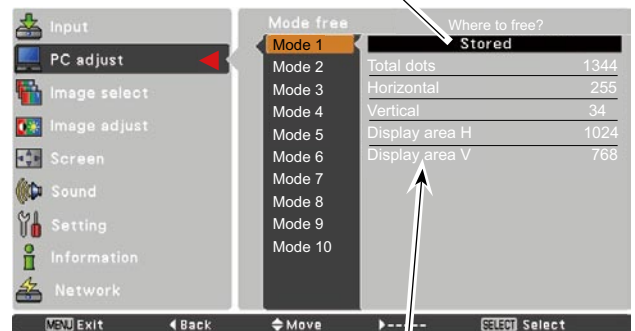 Input
PC adjust
Image select
Image adjust
Screen
Sound
Setting
Information
Network
Mode free
Where to free?
Mode 1
Mode 2
Mode 3
Mode 4
Mode 5
Mode 6
Mode 7
Mode 8
Mode 9
Mode 10
Stored
Total dots 1344
Horizontal 255
Vertical 34
Display area H 1024
Display area V 768
MENU Exit ◀Back Move ▶----- SELECT Select